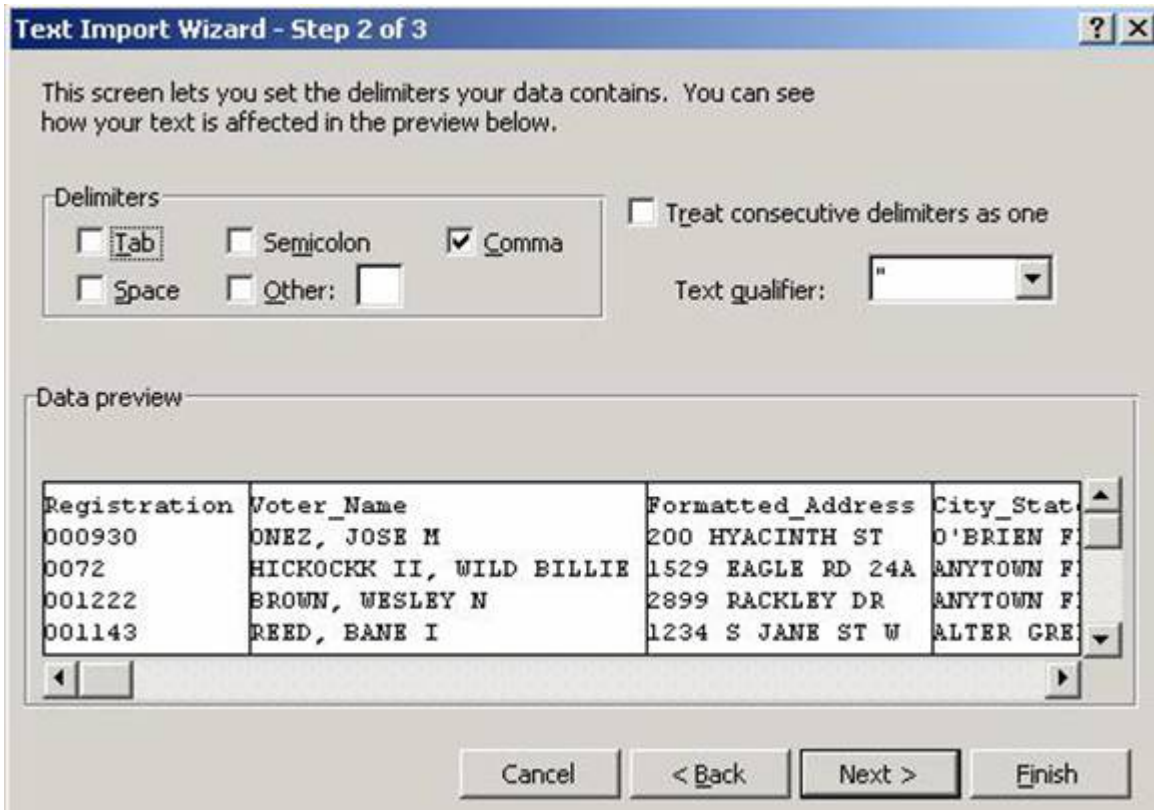 Text Import Wizard - Step 2 of 3
This screen lets you set the delimiters your data contains. You can see
how your text is affected in the preview below.
Delimiters
Tab Semicolon Comma
Space Other:
Treat consecutive delimiters as one
Text qualifier: "
Data preview
Registration Voter_Name Formatted_Address City_State
000930 ONEZ, JOSE M 200 HYACINTH ST O'BRIEN F
0072 HICKOCKK II, WILD BILLIE 1529 EAGLE RD 24A ANYTOWN F
001222 BROWN, WESLEY N 2899 RACKLEY DR ANYTOWN F
001143 REED, BANE I 1234 S JANE ST W ALTER GRE
Cancel < Back Next > Finish